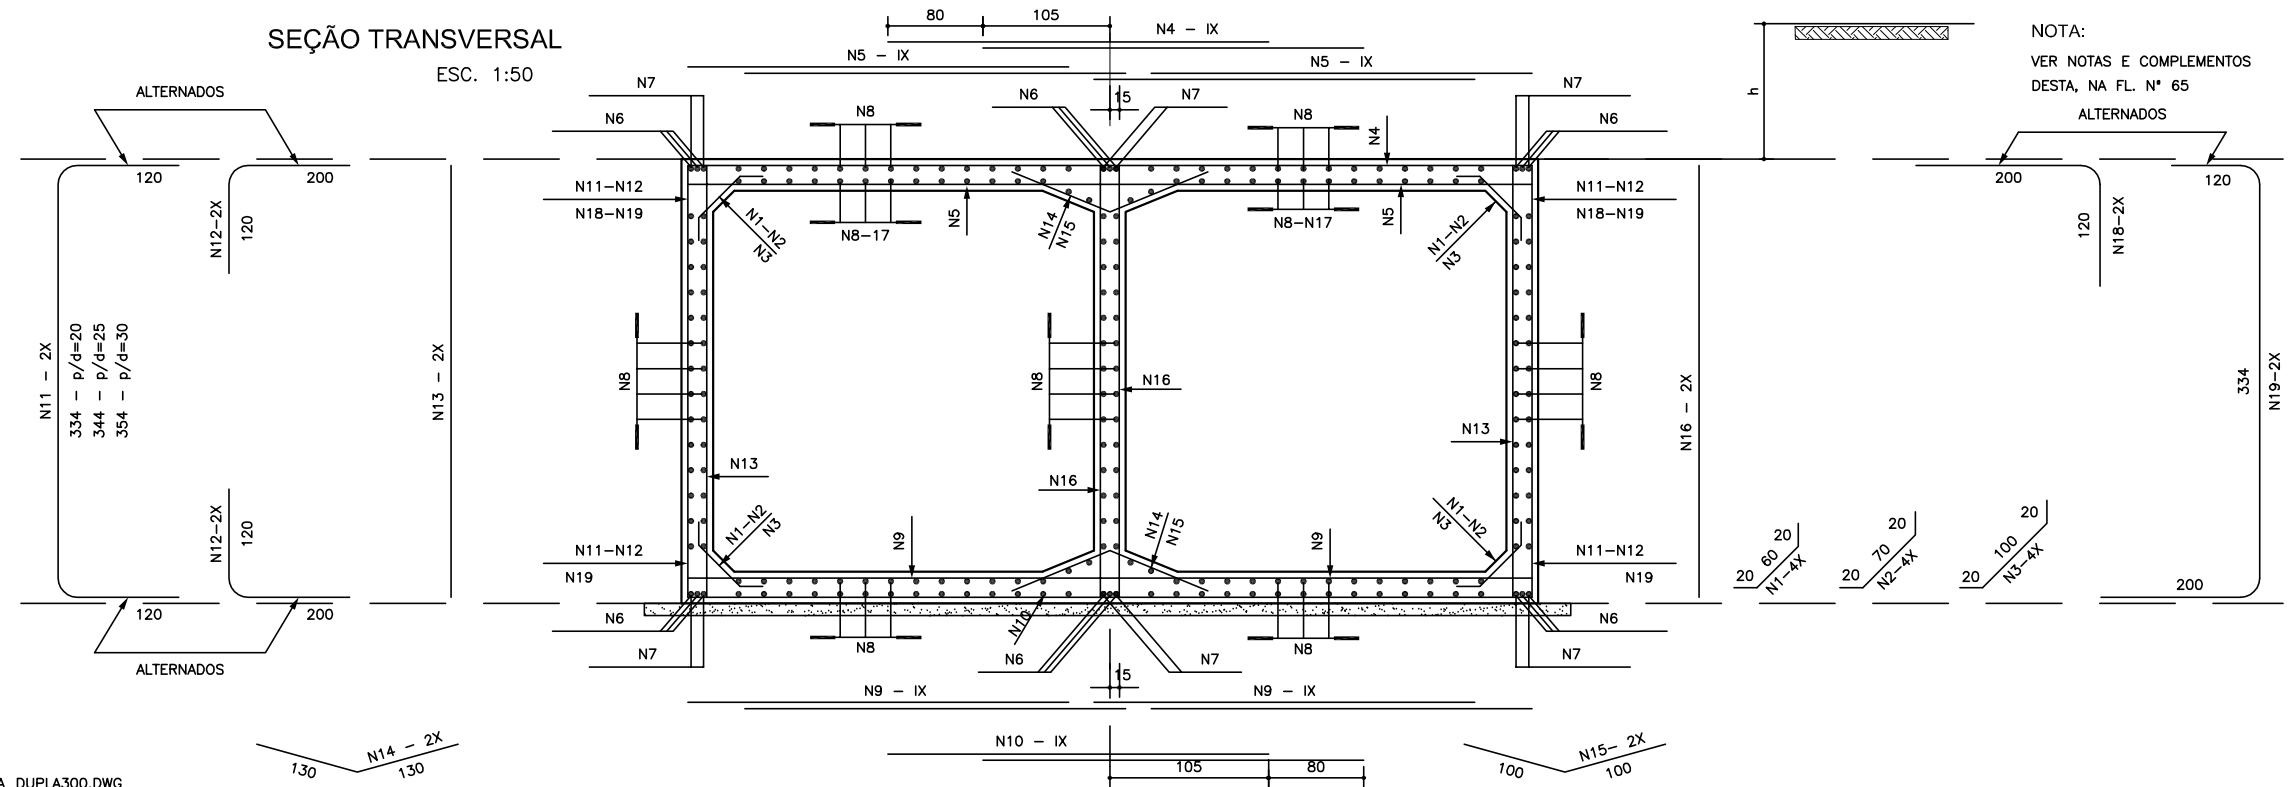 SEÇÃO TRANSVERSAL
ESC. 1:50
80
105
N4 - IX
N5 - IX
N5 - IX
NOTA:
VER NOTAS E COMPLEMENTOS
DESTA, NA FL. N° 65
h
ALTERNADOS
ALTERNADOS
N7
N6
N8
N6
15
N7
N8
N4
N7
N6
120
200
N11-N12
N18-N19
N12-2X
120
N1-N2
N3
N8-17
N5
N14
N15
N8-N17
N5
N1-N2
N3
N11-N12
N18-N19
200
120
120
N18-2X
N11 - 2X
334 - p/d=20
344 - p/d=25
354 - p/d=30
N13 - 2X
N8
N8
N16
N8
N16 - 2X
334
N19-2X
N13
N13
N16
N12-2X
120
N1-N2
N3
N9
N14
N15
N9
N1-N2
N3
N11-N12
N19
N11-N12
N19
20
60
20
N1-4X
20
70
20
N2-4X
20
100
20
N3-4X
200
120
200
N6
N7
N8
N10
N6
N7
N8
N6
N7
ALTERNADOS
15
N9 - IX
N9 - IX
N10 - IX
105
80
N14 - 2X
130
130
N15- 2X
100
100
A DUPLA300.DWG